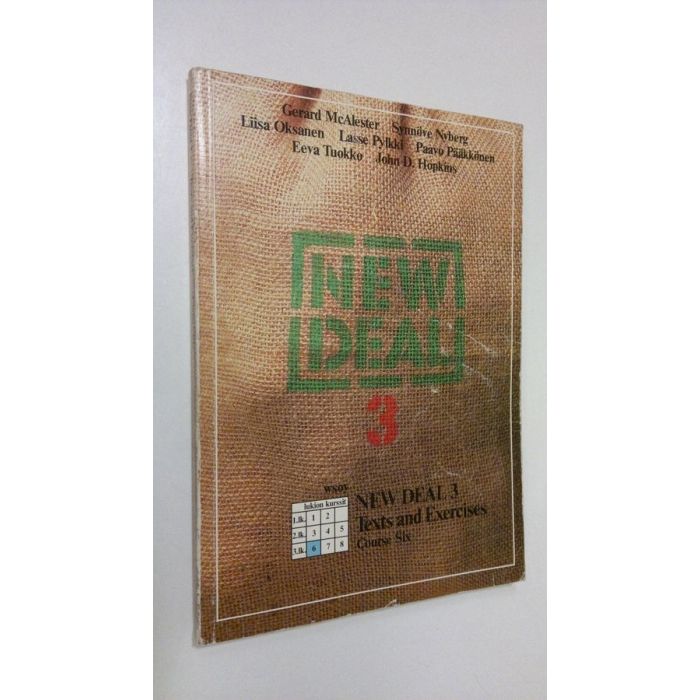 Gerard McAlester Synnöve Nyberg
Liisa Oksanen Lasse Pylkki Paavo Pääkkönen
Eeva Tuokko John D. Hopkins
NEW
DEAL
3
wsoy
lukion kurssit
1.lk. 1 2
2.lk. 3 4 5
3.lk. 6 7 8
NEW DEAL 3
Texts and Exercises
Course Six